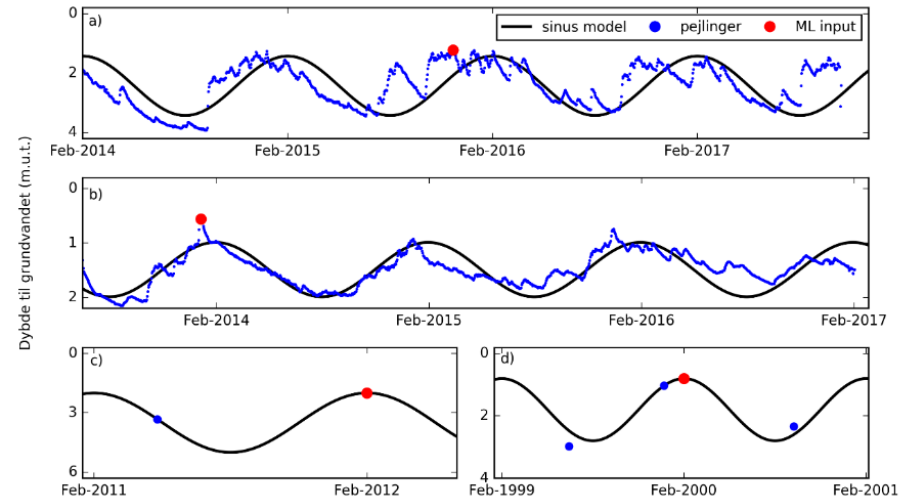 Dybde til grundvandet (m.u.t.)
a)
sinus model
pejlinger
ML input
0
2
4
Feb-2014
Feb-2015
Feb-2016
Feb-2017
b)
0
1
2
Feb-2014
Feb-2015
Feb-2016
Feb-2017
c)
0
3
6
Feb-2011
Feb-2012
d)
0
2
4
Feb-1999
Feb-2000
Feb-2001